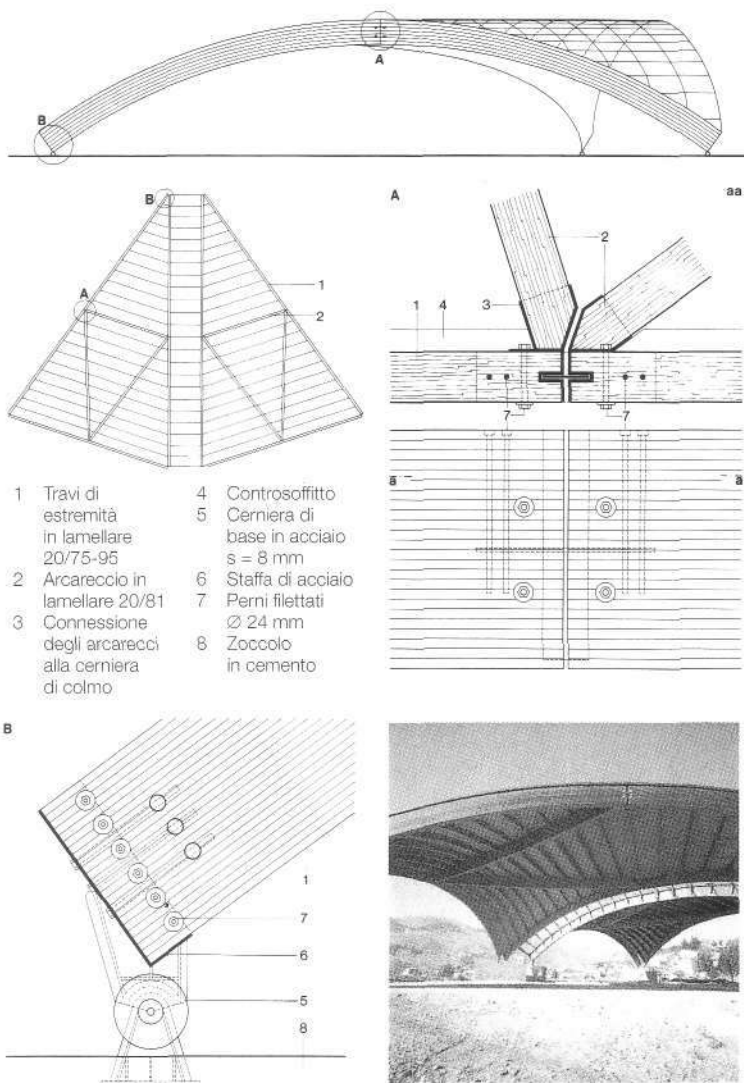 A
B
B
A
1
2
A
aa
2
1
4
3
7
7
a
a
1 Travi di
estremità
in lamellare
20/75-95
2 Arcareccio in
lamellare 20/81
3 Connessione
degli arcarecci
alla cerniera
di colmo
4 Controsoffitto
5 Cerniera di
base in acciaio
s = 8 mm
6 Staffa di acciaio
7 Perni filettati
Ø 24 mm
8 Zoccolo
in cemento
B
1
7
6
5
8